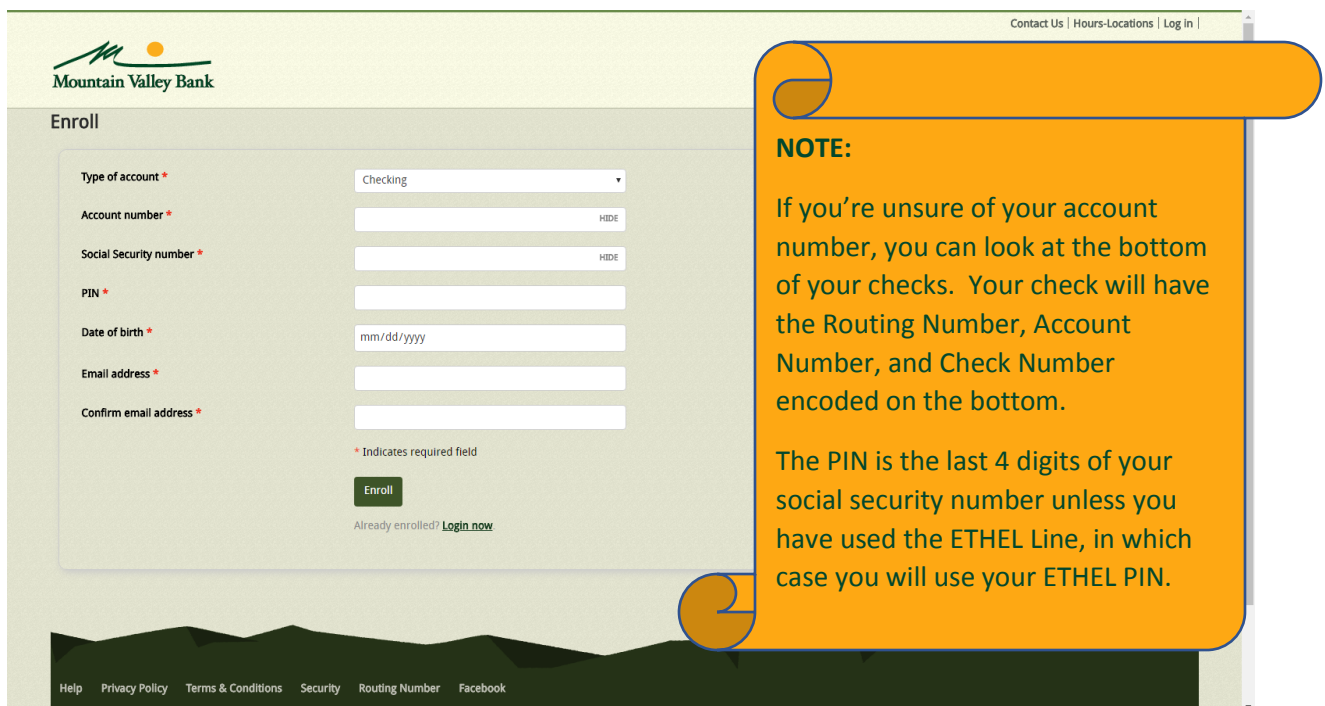 Contact Us | Hours-Locations | Log in |
Mountain Valley Bank
Enroll
Type of account *
Checking
Account number *
HIDE
Social Security number *
HIDE
PIN *
Date of birth *
mm/dd/yyyy
Email address *
Confirm email address *
* Indicates required field
Enroll
Already enrolled? Login now.
NOTE:
If you’re unsure of your account
number, you can look at the bottom
of your checks.  Your check will have
the Routing Number, Account
Number, and Check Number
encoded on the bottom.
The PIN is the last 4 digits of your
social security number unless you
have used the ETHEL Line, in which
case you will use your ETHEL PIN.
Help Privacy Policy Terms & Conditions Security Routing Number Facebook